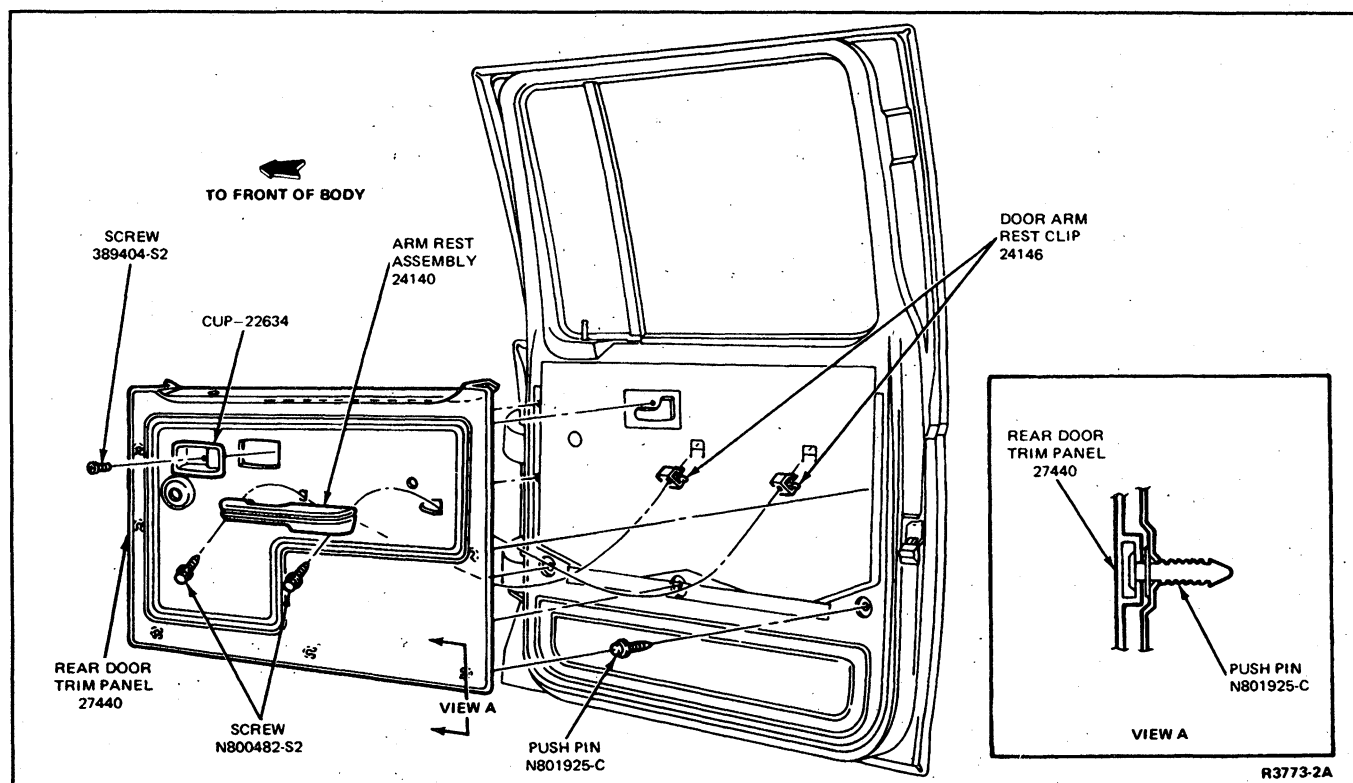 TO FRONT OF BODY
SCREW
389404-S2
ARM REST
ASSEMBLY
24140
DOOR ARM
REST CLIP
24146
CUP-22634
REAR DOOR
TRIM PANEL
27440
REAR DOOR
TRIM PANEL
27440
SCREW
N800482-S2
VIEW A
PUSH PIN
N801925-C
PUSH PIN
N801925-C
VIEW A
R3773-2A